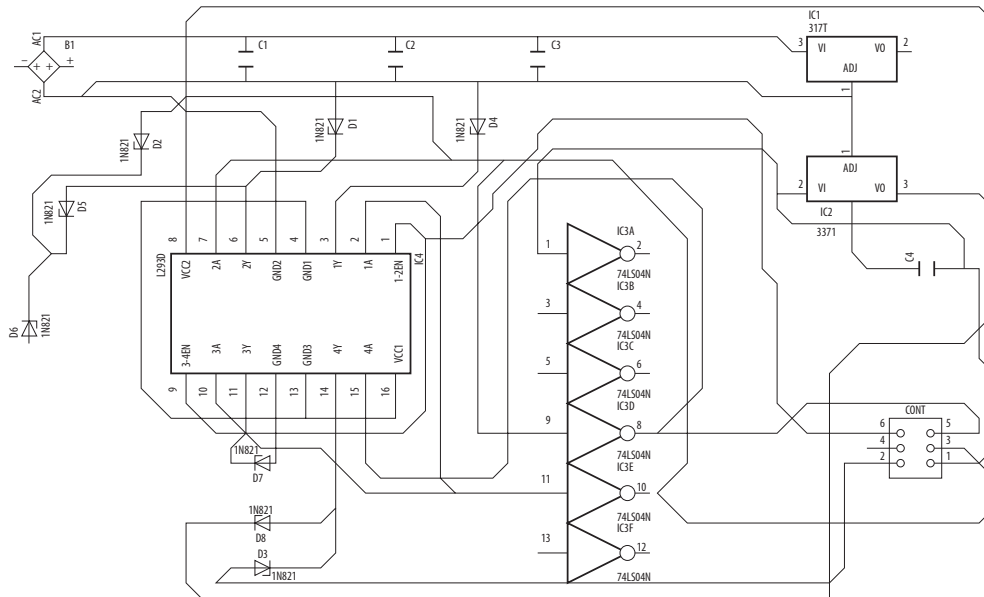 IC1
317T
AC1
B1
C1
C2
C3
3
VI
VO
2
ADJ
1
AC2
1N821
D2
D1
1N821
1N821
D4
1
ADJ
2
VI
VO
3
IC2
3371
1N821
D5
C4
8
7
6
5
4
3
2
1
L293D
VCC2
2A
2Y
GND2
GND1
1Y
1A
1-2EN
IC4
3-4EN
3A
3Y
GND4
GND3
4Y
4A
VCC1
9
10
11
12
13
14
15
16
D6
1N821
IC3A
1
2
74LS04N
IC3B
3
4
74LS04N
IC3C
5
6
74LS04N
IC3D
9
8
74LS04N
IC3E
11
10
74LS04N
IC3F
13
12
74LS04N
CONT
6
5
4
3
2
1
1N821
D7
1N821
D8
D3
1N821